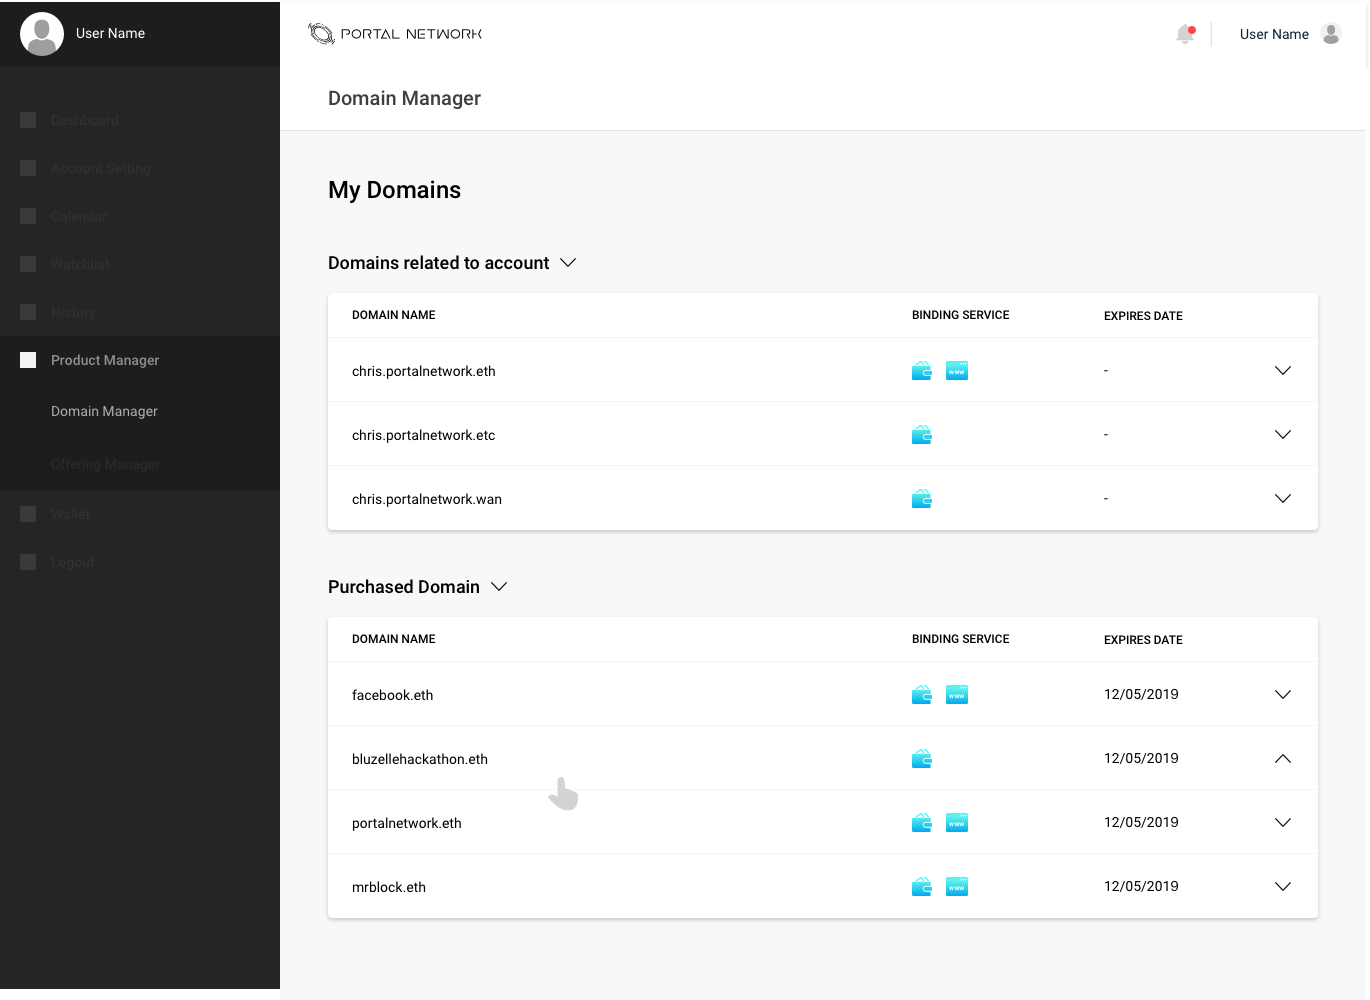 User Name
PORTAL NETWORK
User Name
Domain Manager
Dashboard
Account Setting
Calendar
Watchlist
History
Product Manager
Domain Manager
Offering Manager
Wallet
Logout
My Domains
Domains related to account
DOMAIN NAME BINDING SERVICE EXPIRES DATE
chris.portalnetwork.eth www -
chris.portalnetwork.etc -
chris.portalnetwork.wan -
Purchased Domain
DOMAIN NAME BINDING SERVICE EXPIRES DATE
facebook.eth www 12/05/2019
bluzellehackathon.eth 12/05/2019
portalnetwork.eth www 12/05/2019
mrblock.eth www 12/05/2019